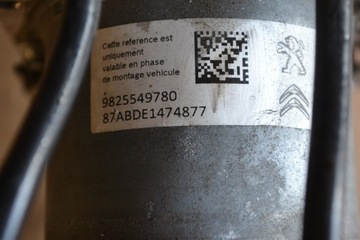 Cette reference est
uniquement
valable en phase
de montage vehicule
9825549780
87ABDE1474877